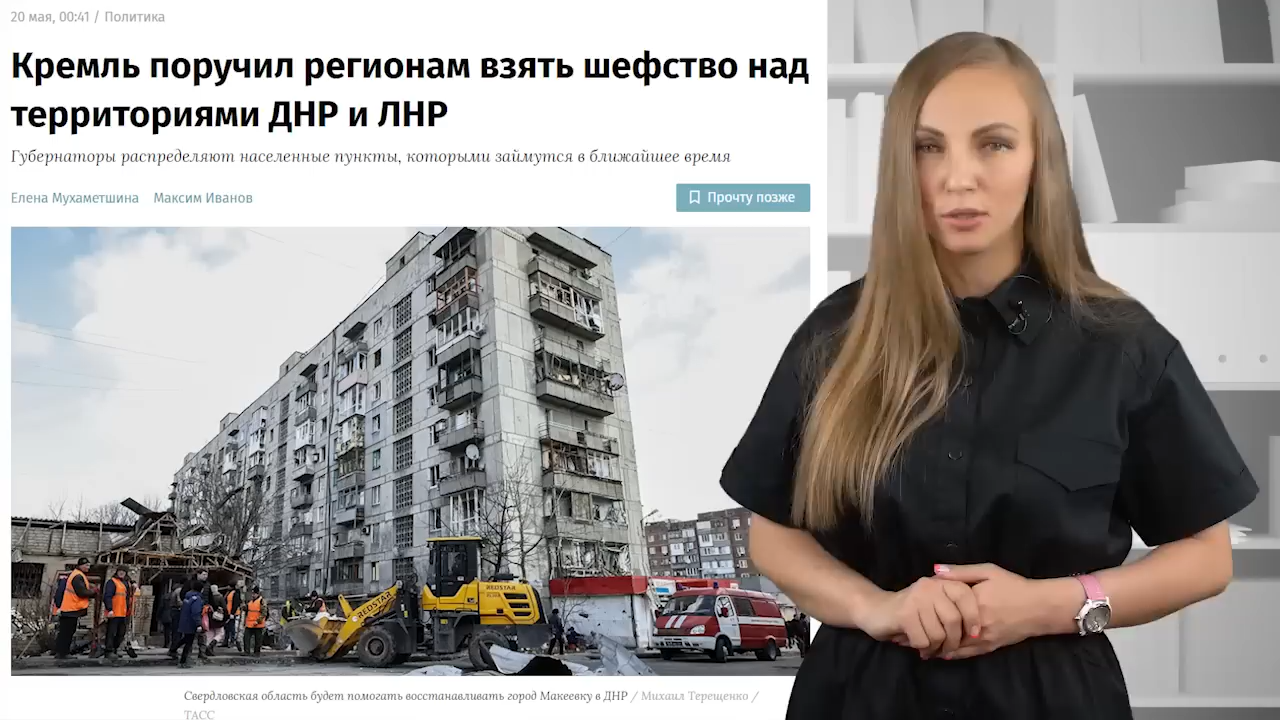 20 мая, 00:41 / Политика
Кремль поручил регионам взять шефство над
территориями ДНР и ЛНР
Губернаторы распределяют населенные пункты, которыми займутся в ближайшее время
Елена Мухаметшина Максим Иванов
Прочту позже
REDSTAR
REDSTAR
Свердловская область будет помогать восстанавливать город Макеевку в ДНР / Михаил Терещенко /
ТАСС